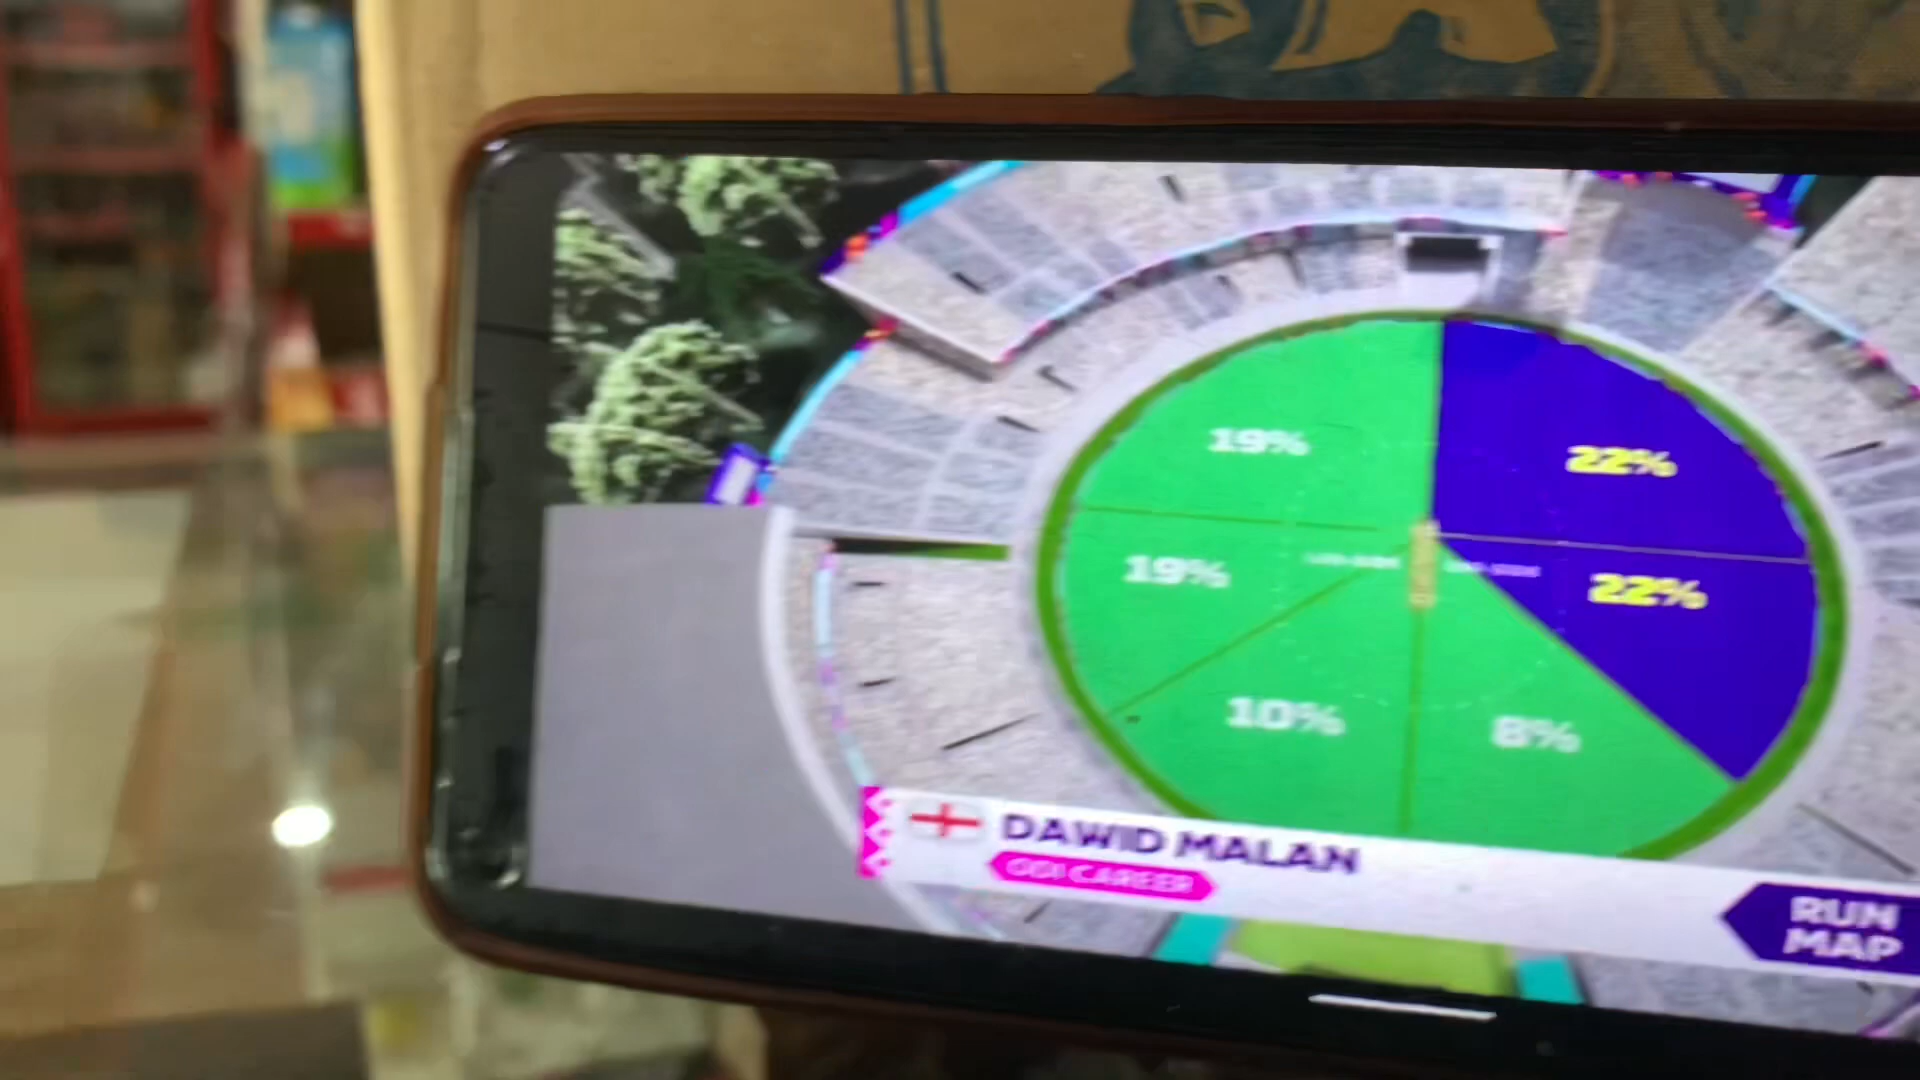 19%
22%
19%
22%
10%
8%
DAWID MALAN
ODI CAREER
RUN
MAP